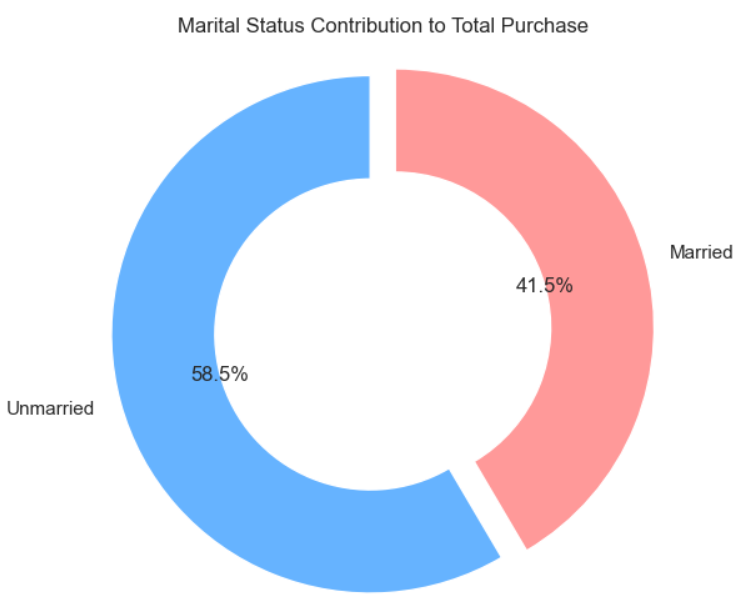 Marital Status Contribution to Total Purchase
Married
41.5%
58.5%
Unmarried